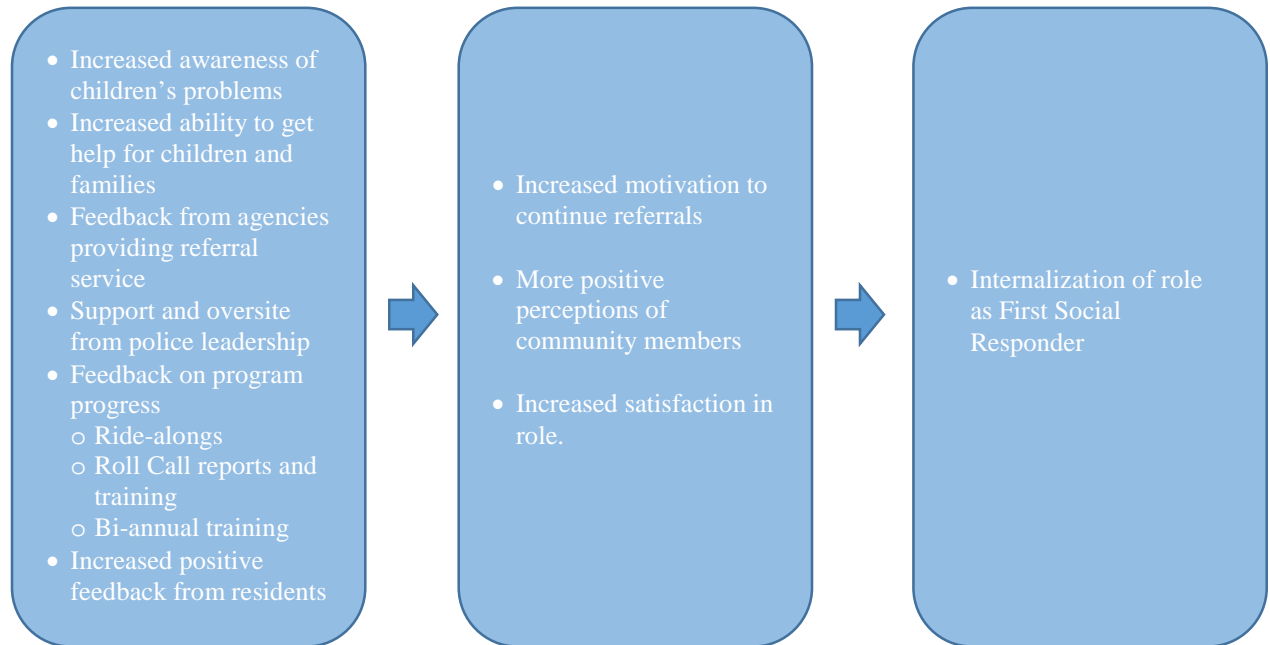 • Increased awareness of
children’s problems
• Increased ability to get
help for children and
families
• Feedback from agencies
providing referral
service
• Support and oversite
from police leadership
• Feedback on program
progress
o Ride-alongs
o Roll Call reports and
training
o Bi-annual training
• Increased positive
feedback from residents
• Increased motivation to
continue referrals
• More positive
perceptions of
community members
• Increased satisfaction in
role.
• Internalization of role
as First Social
Responder